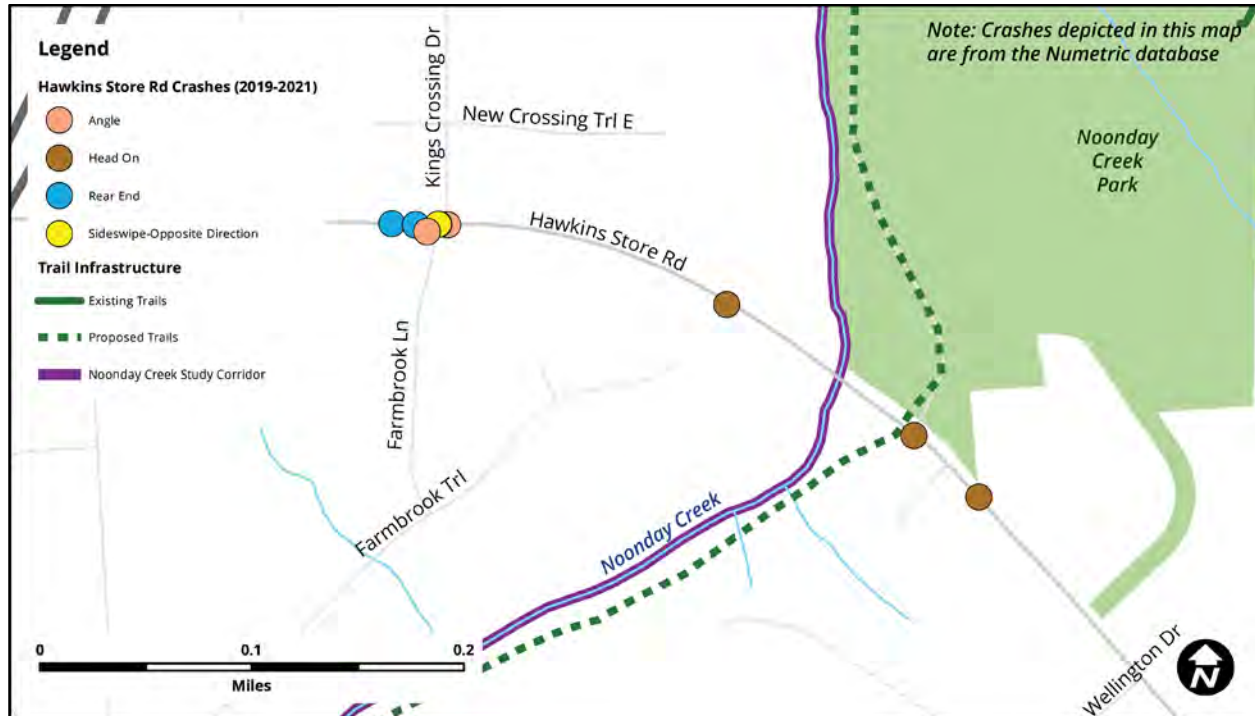 Legend
Hawkins Store Rd Crashes (2019-2021)
Angle
Head On
Rear End
Sideswipe-Opposite Direction
Trail Infrastructure
Existing Trails
Proposed Trails
Noonday Creek Study Corridor
Note: Crashes depicted in this map
are from the Numetric database
Kings Crossing Dr
New Crossing Trl E
Noonday
Creek
Park
Hawkins Store Rd
Farmbrook Ln
Farmbrook Trl
Noonday Creek
Wellington Dr
0 0.1 0.2
Miles
N